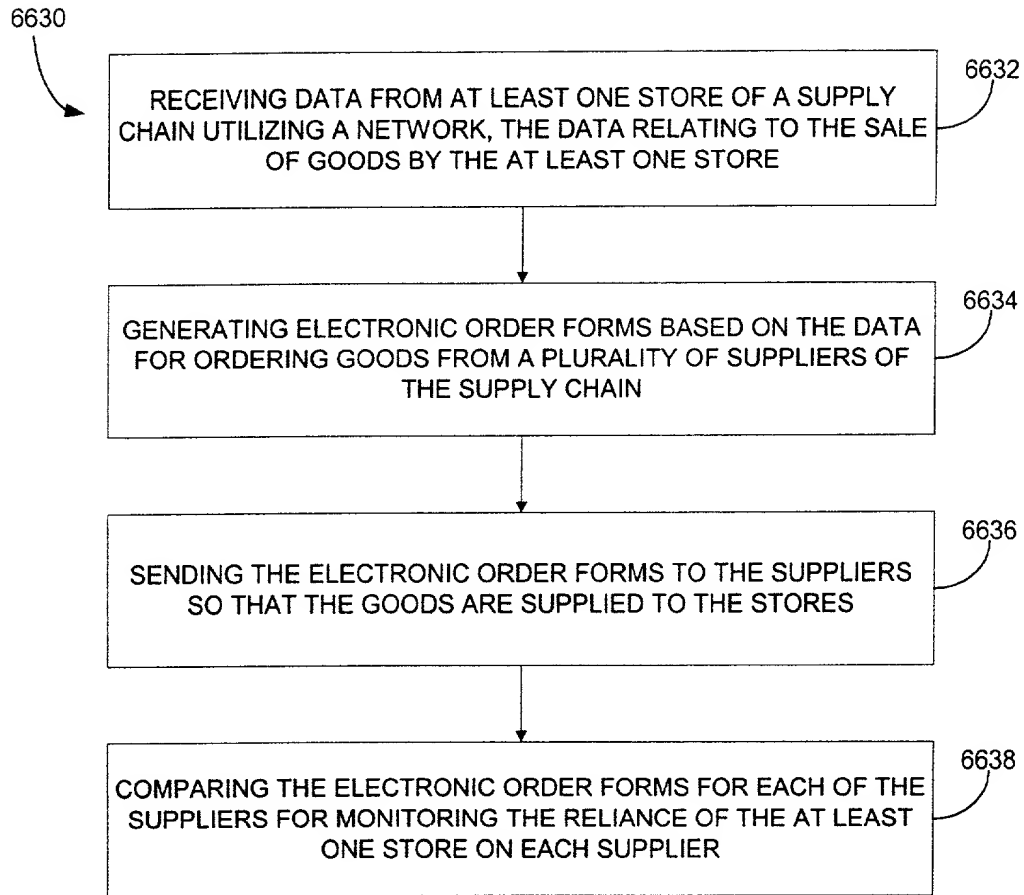 6630
6632
RECEIVING DATA FROM AT LEAST ONE STORE OF A SUPPLY
CHAIN UTILIZING A NETWORK, THE DATA RELATING TO THE SALE
OF GOODS BY THE AT LEAST ONE STORE
6634
GENERATING ELECTRONIC ORDER FORMS BASED ON THE DATA
FOR ORDERING GOODS FROM A PLURALITY OF SUPPLIERS OF
THE SUPPLY CHAIN
6636
SENDING THE ELECTRONIC ORDER FORMS TO THE SUPPLIERS
SO THAT THE GOODS ARE SUPPLIED TO THE STORES
6638
COMPARING THE ELECTRONIC ORDER FORMS FOR EACH OF THE
SUPPLIERS FOR MONITORING THE RELIANCE OF THE AT LEAST
ONE STORE ON EACH SUPPLIER